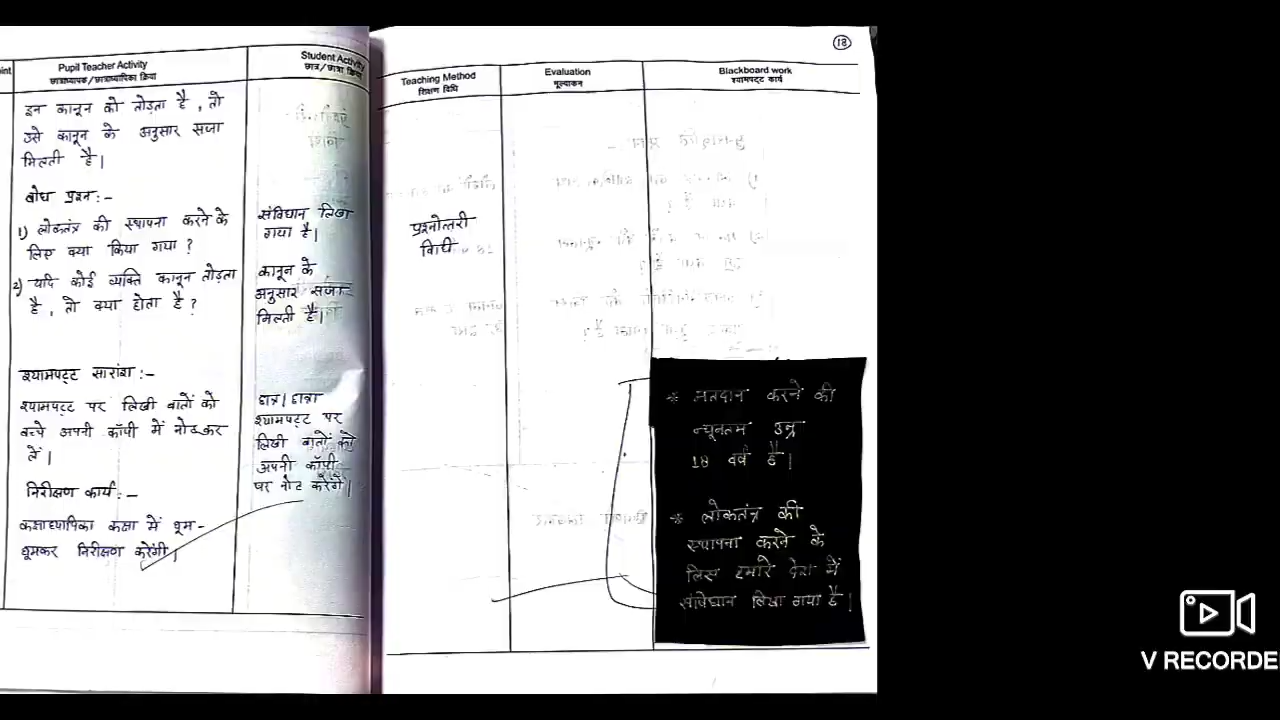 18
int
Pupil Teacher Activity
छात्राध्यापक/छात्राध्यापिका क्रिया
Student Activity
छात्र/छात्रा क्रिया
Teaching Method
शिक्षण विधि
Evaluation
मूल्यांकन
Blackboard work
श्यामपट्ट कार्य
इन कानून को तोड़ता है, तो
उसे कानून के अनुसार सजा
मिलती है।
बोध प्रश्न:-
1) लोकतंत्र की स्थापना करने के
लिए क्या किया गया ?
2) यदि कोई व्यक्ति कानून तोड़ता
है, तो क्या होता है ?
श्यामपट्ट सारांश:-
श्यामपट्ट पर लिखी बातों को
बच्चे अपनी कॉपी में नोट कर
लें।
निरीक्षण कार्य:-
कक्षाध्यापिका कक्षा में घूम-
घूमकर निरीक्षण करेंगी।
संविधान लिखा
गया है।
कानून के
अनुसार सजा
मिलती है।
छात्र/छात्रा
श्यामपट्ट पर
लिखी बातों को
अपनी कॉपी
पर नोट करेंगे।
प्रश्नोत्तरी
विधि
* मतदान करने की
न्यूनतम उम्र
18 वर्ष है।
* लोकतंत्र की
स्थापना करने के
लिए हमारे देश में
संविधान लिखा गया है।
V RECORDE